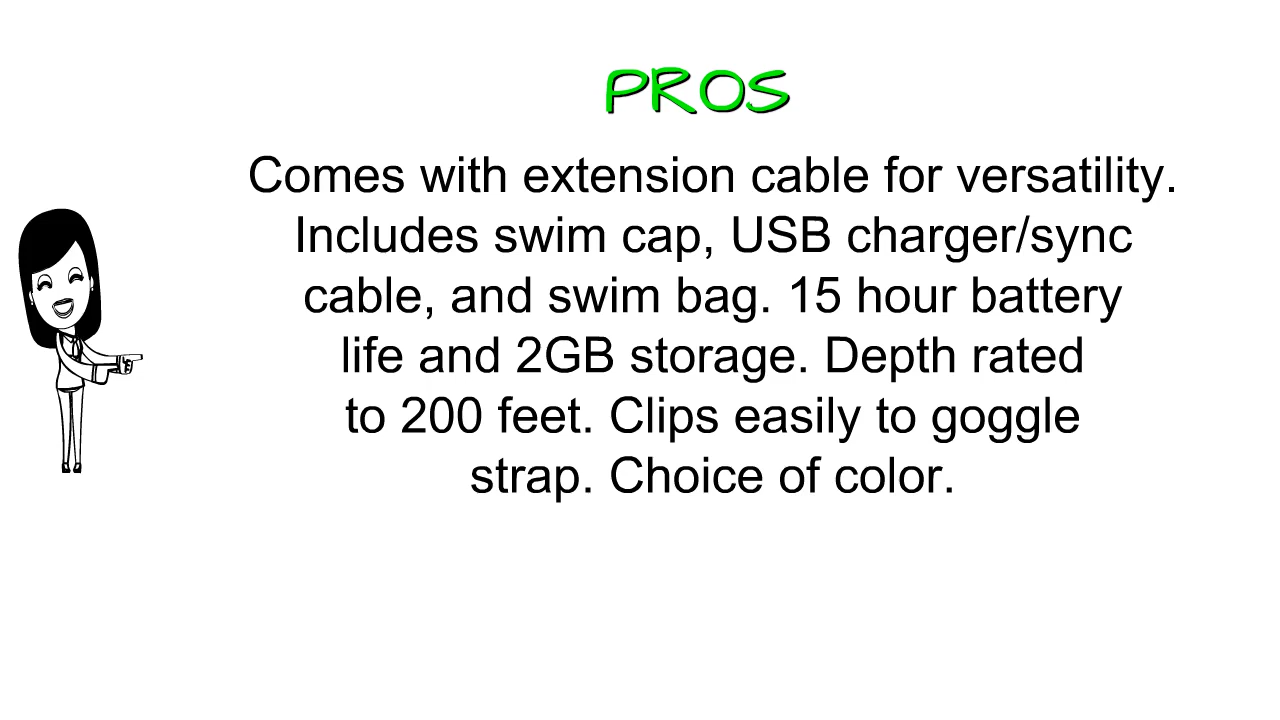 PROS
Comes with extension cable for versatility.
Includes swim cap, USB charger/sync
cable, and swim bag. 15 hour battery
life and 2GB storage. Depth rated
to 200 feet. Clips easily to goggle
strap. Choice of color.